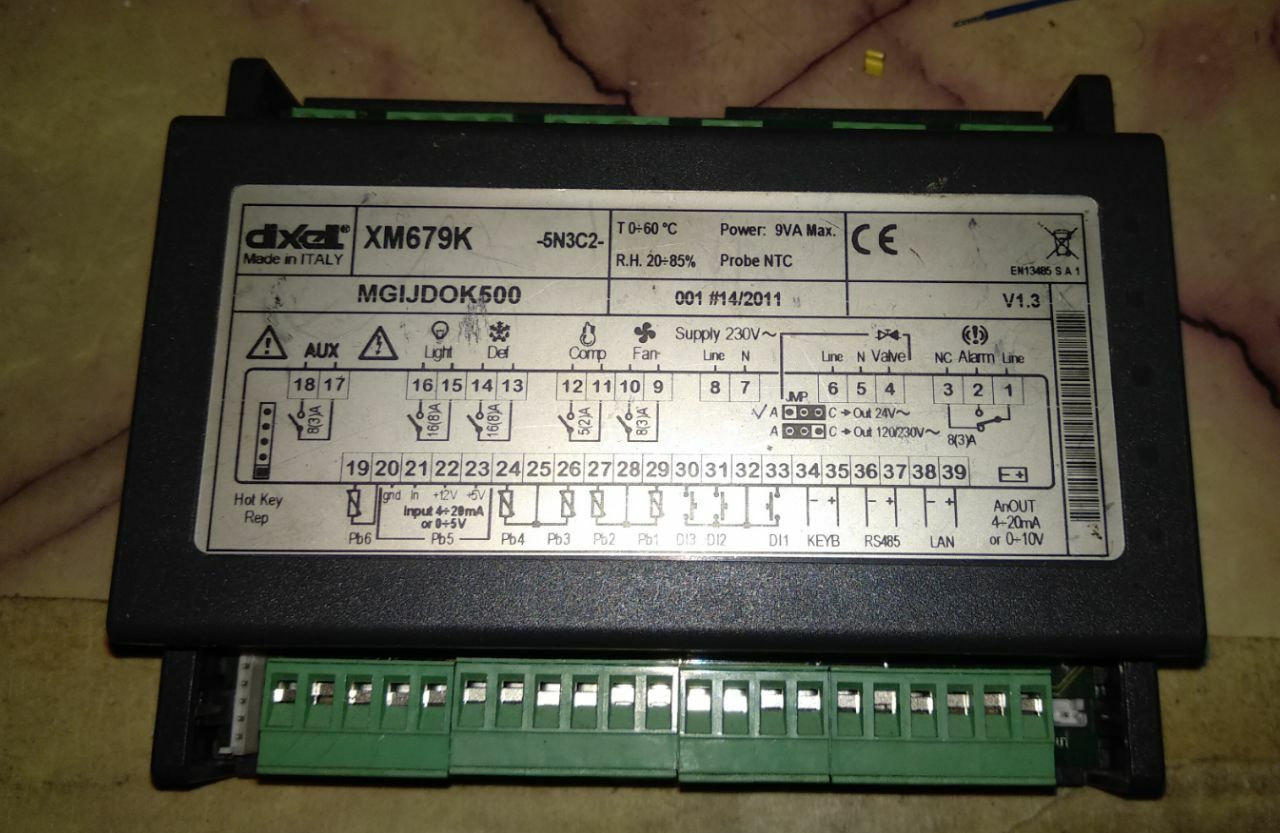 dixell®
Made in ITALY
XM679K -5N3C2-
T 0÷60 °C Power: 9VA Max.
R.H. 20÷85% Probe NTC
CE
EN13485 S A 1
MGIJDOK500
001 #14/2011
V1.3
AUX Light Def Comp Fan Supply 230V~ Line N Line N Valve NC Alarm Line
18 17 16 15 14 13 12 11 10 9 8 7 6 5 4 3 2 1
8(3)A 16(8)A 16(8)A 5(2)A 8(3)A 8(3)A
JMP
A C Out 24V~
A C Out 120/230V~
19 20 21 22 23 24 25 26 27 28 29 30 31 32 33 34 35 36 37 38 39
Hot Key
Rep
gnd In +12V +5V
Input 4÷20mA
or 0÷5V
Pb6 Pb5 Pb4 Pb3 Pb2 Pb1 DI3 DI2 DI1 KEYB RS485 LAN
- + - + - +
AnOUT
4÷20mA
or 0÷10V